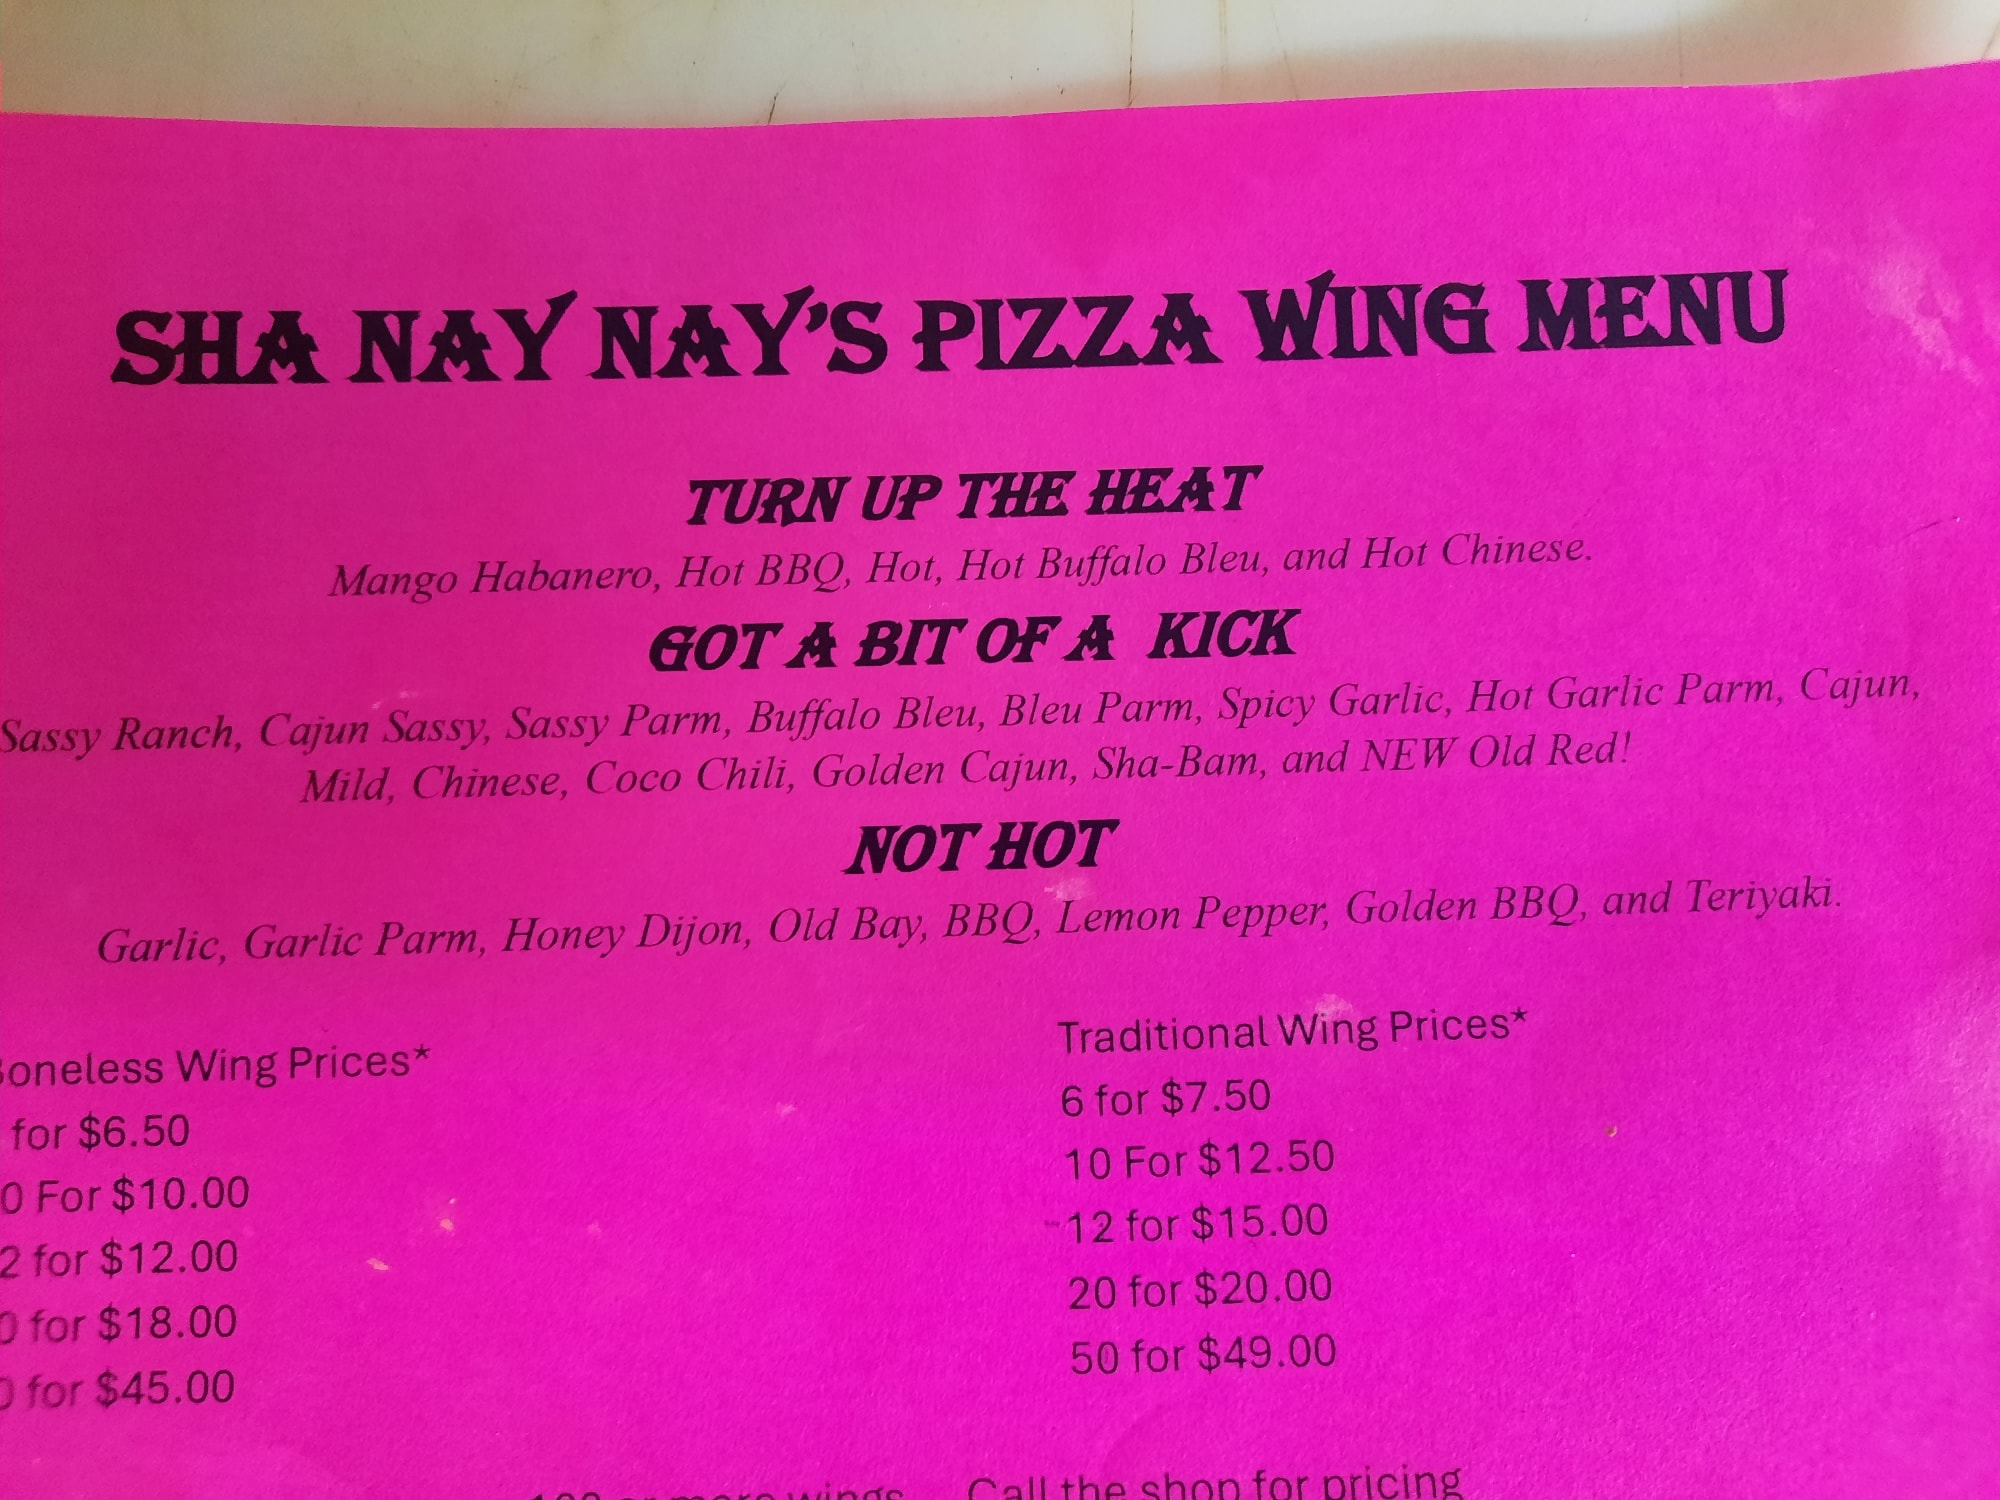 SHA NAY NAY'S PIZZA WING MENU
TURN UP THE HEAT
Mango Habanero, Hot BBQ, Hot, Hot Buffalo Bleu, and Hot Chinese.
GOT A BIT OF A KICK
Sassy Ranch, Cajun Sassy, Sassy Parm, Buffalo Bleu, Bleu Parm, Spicy Garlic, Hot Garlic Parm, Cajun,
Mild, Chinese, Coco Chili, Golden Cajun, Sha-Bam, and NEW Old Red!
NOT HOT
Garlic, Garlic Parm, Honey Dijon, Old Bay, BBQ, Lemon Pepper, Golden BBQ, and Teriyaki.
Boneless Wing Prices*
for $6.50
0 For $10.00
2 for $12.00
0 for $18.00
0 for $45.00
Traditional Wing Prices*
6 for $7.50
10 For $12.50
12 for $15.00
20 for $20.00
50 for $49.00
100 or more wings Call the shop for pricing